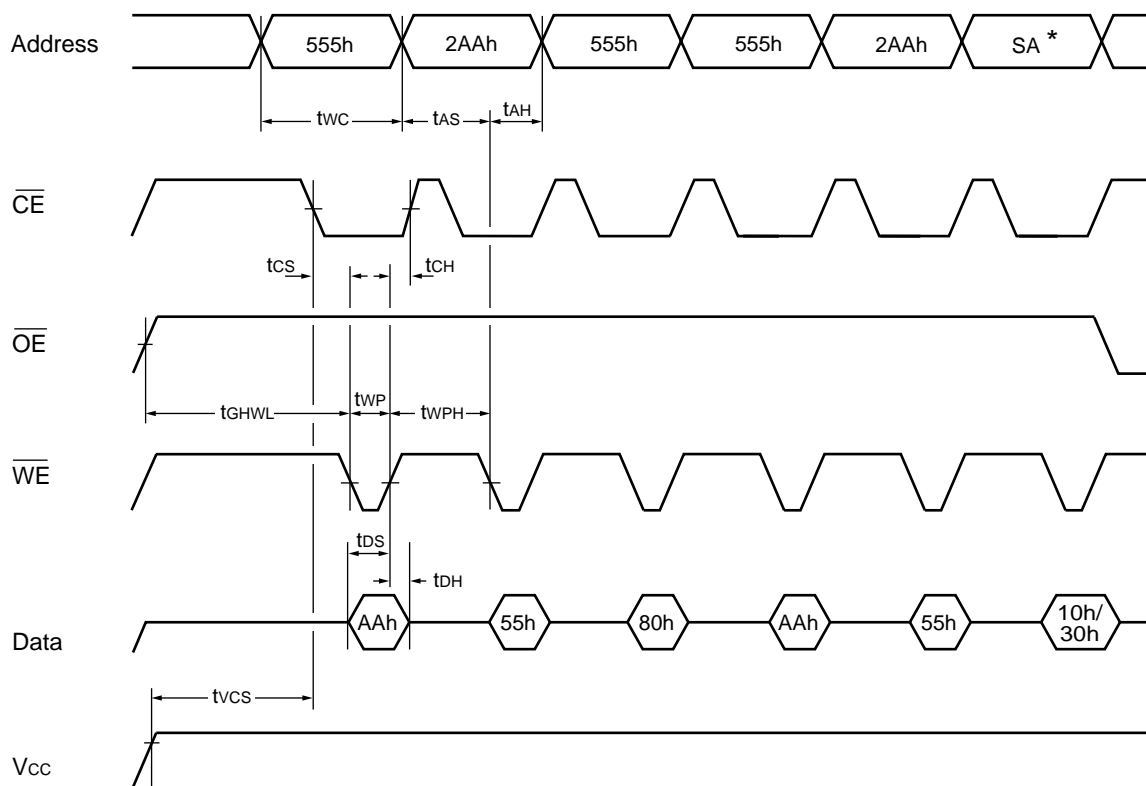 Address 555h 2AAh 555h 555h 2AAh SA *
tWC tAS tAH
CE
tCS tCH
OE
tGHWL tWP tWPH
WE
tDS
tDH
Data AAh 55h 80h AAh 55h 10h/
30h
tVCS
VCC